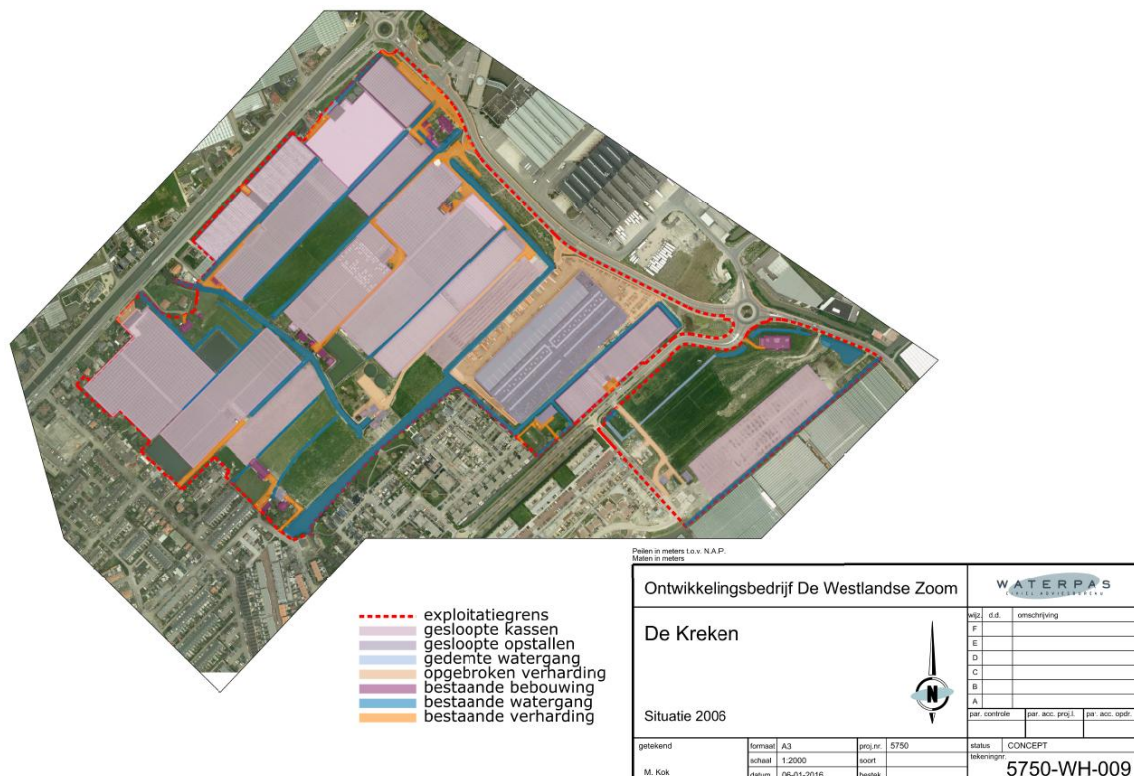 exploitatiegrens
gesloopte kassen
gesloopte opstallen
gedemte watergang
opgebroken verharding
bestaande bebouwing
bestaande watergang
bestaande verharding
Peilen in meters t.o.v. N.A.P.
Maten in meters
Ontwikkelingsbedrijf De Westlandse Zoom
WATERPAS
CIVIEL ADVIESBUREAU
De Kreken
N
Situatie 2006
wijz. d.d. omschrijving
F
E
D
C
B
A
par. controle par. acc. proj.l. par. acc. opdr.
getekend formaat A3 proj.nr. 5750 status CONCEPT
schaal 1:2000 soort tekeningnr.
M. Kok datum 06-01-2016 bestek 5750-WH-009